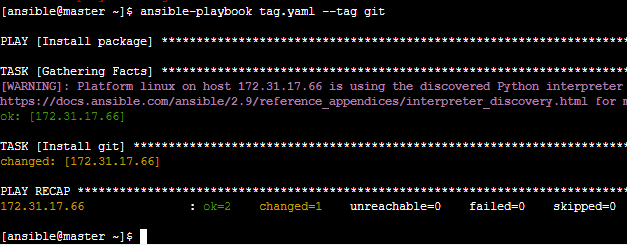 [ansible@master ~]$ ansible-playbook tag.yaml --tag git
PLAY [Install package] *******************************************************************
TASK [Gathering Facts] *******************************************************************
[WARNING]: Platform linux on host 172.31.17.66 is using the discovered Python interpreter
https://docs.ansible.com/ansible/2.9/reference_appendices/interpreter_discovery.html for m
ok: [172.31.17.66]
TASK [Install git] ***********************************************************************
changed: [172.31.17.66]
PLAY RECAP *******************************************************************************
172.31.17.66 : ok=2 changed=1 unreachable=0 failed=0 skipped=0
[ansible@master ~]$